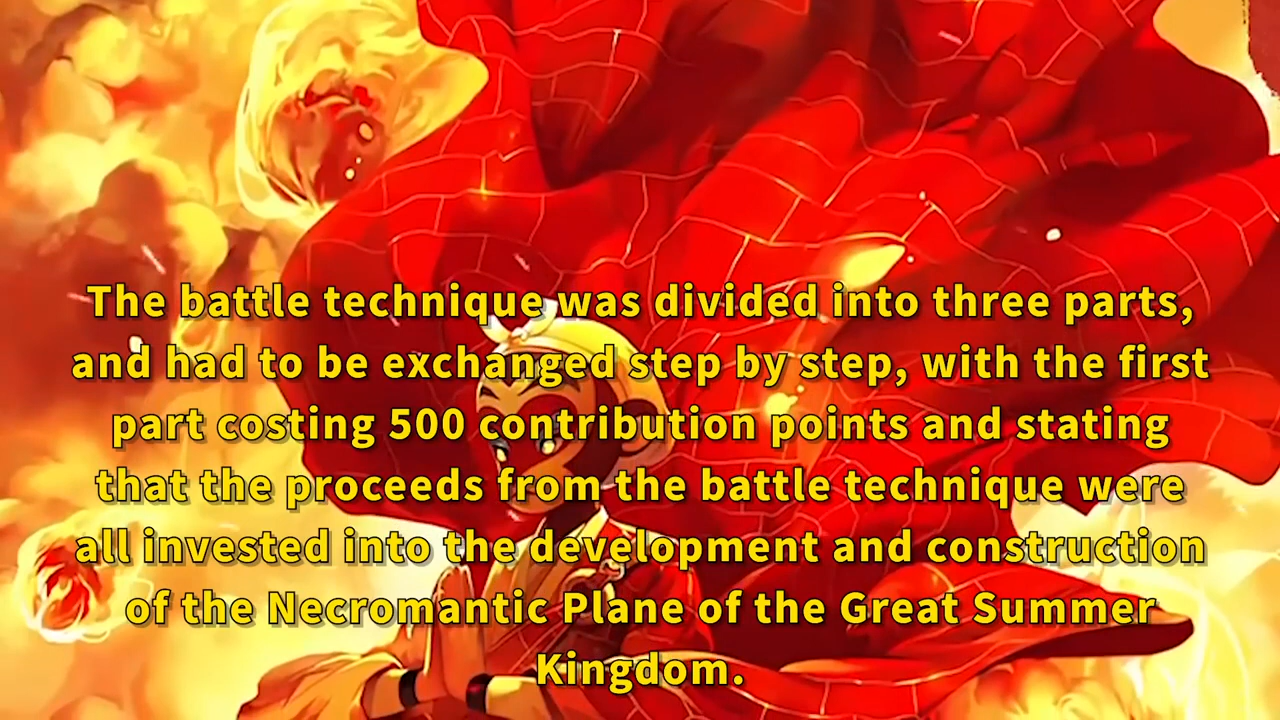 The battle technique was divided into three parts,
and had to be exchanged step by step, with the first
part costing 500 contribution points and stating
that the proceeds from the battle technique were
all invested into the development and construction
of the Necromantic Plane of the Great Summer
Kingdom.